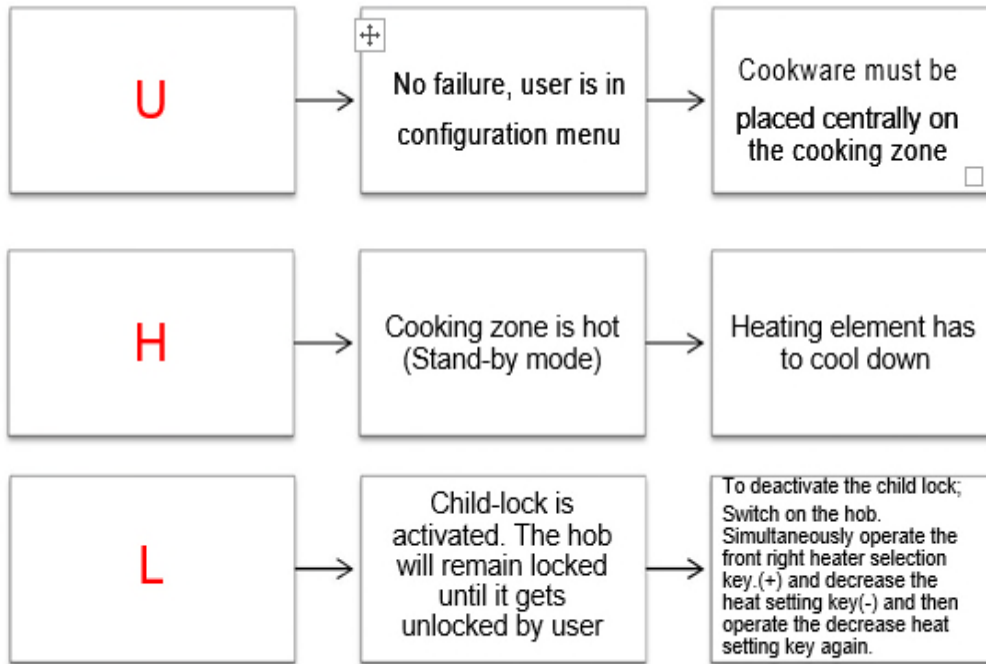 U
No failure, user is in
configuration menu
Cookware must be
placed centrally on
the cooking zone
H
Cooking zone is hot
(Stand-by mode)
Heating element has
to cool down
L
Child-lock is
activated. The hob
will remain locked
until it gets
unlocked by user
To deactivate the child lock;
Switch on the hob.
Simultaneously operate the
front right heater selection
key.(+) and decrease the
heat setting key(-) and then
operate the decrease heat
setting key again.